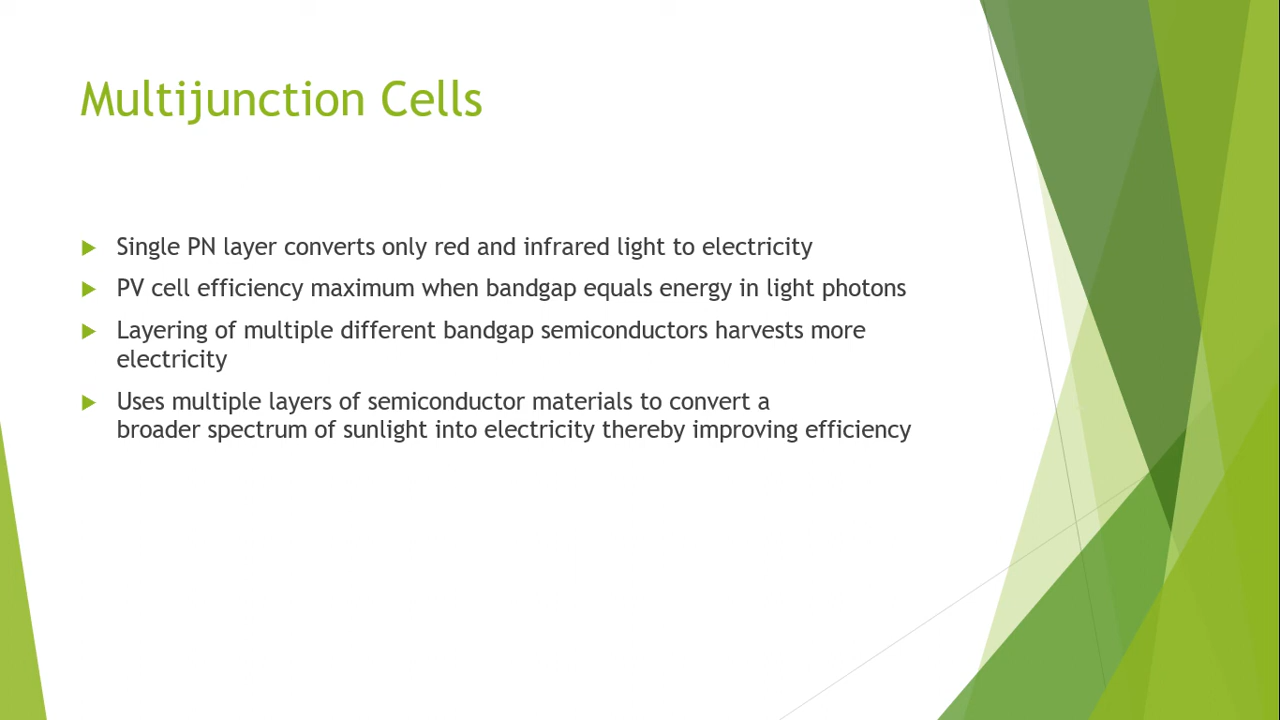 Multijunction Cells
Single PN layer converts only red and infrared light to electricity
PV cell efficiency maximum when bandgap equals energy in light photons
Layering of multiple different bandgap semiconductors harvests more
electricity
Uses multiple layers of semiconductor materials to convert a
broader spectrum of sunlight into electricity thereby improving efficiency